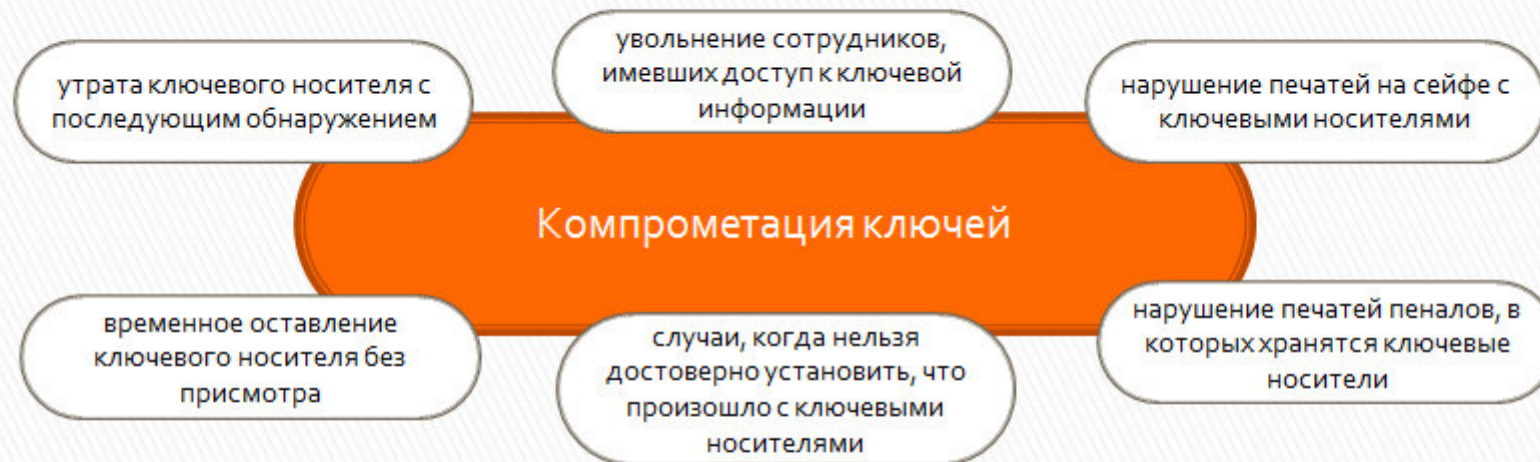 утрата ключевого носителя с
последующим обнаружением
увольнение сотрудников,
имевших доступ к ключевой
информации
нарушение печатей на сейфе с
ключевыми носителями
Компрометация ключей
временное оставление
ключевого носителя без
присмотра
случаи, когда нельзя
достоверно установить, что
произошло с ключевыми
носителями
нарушение печатей пеналов, в
которых хранятся ключевые
носители